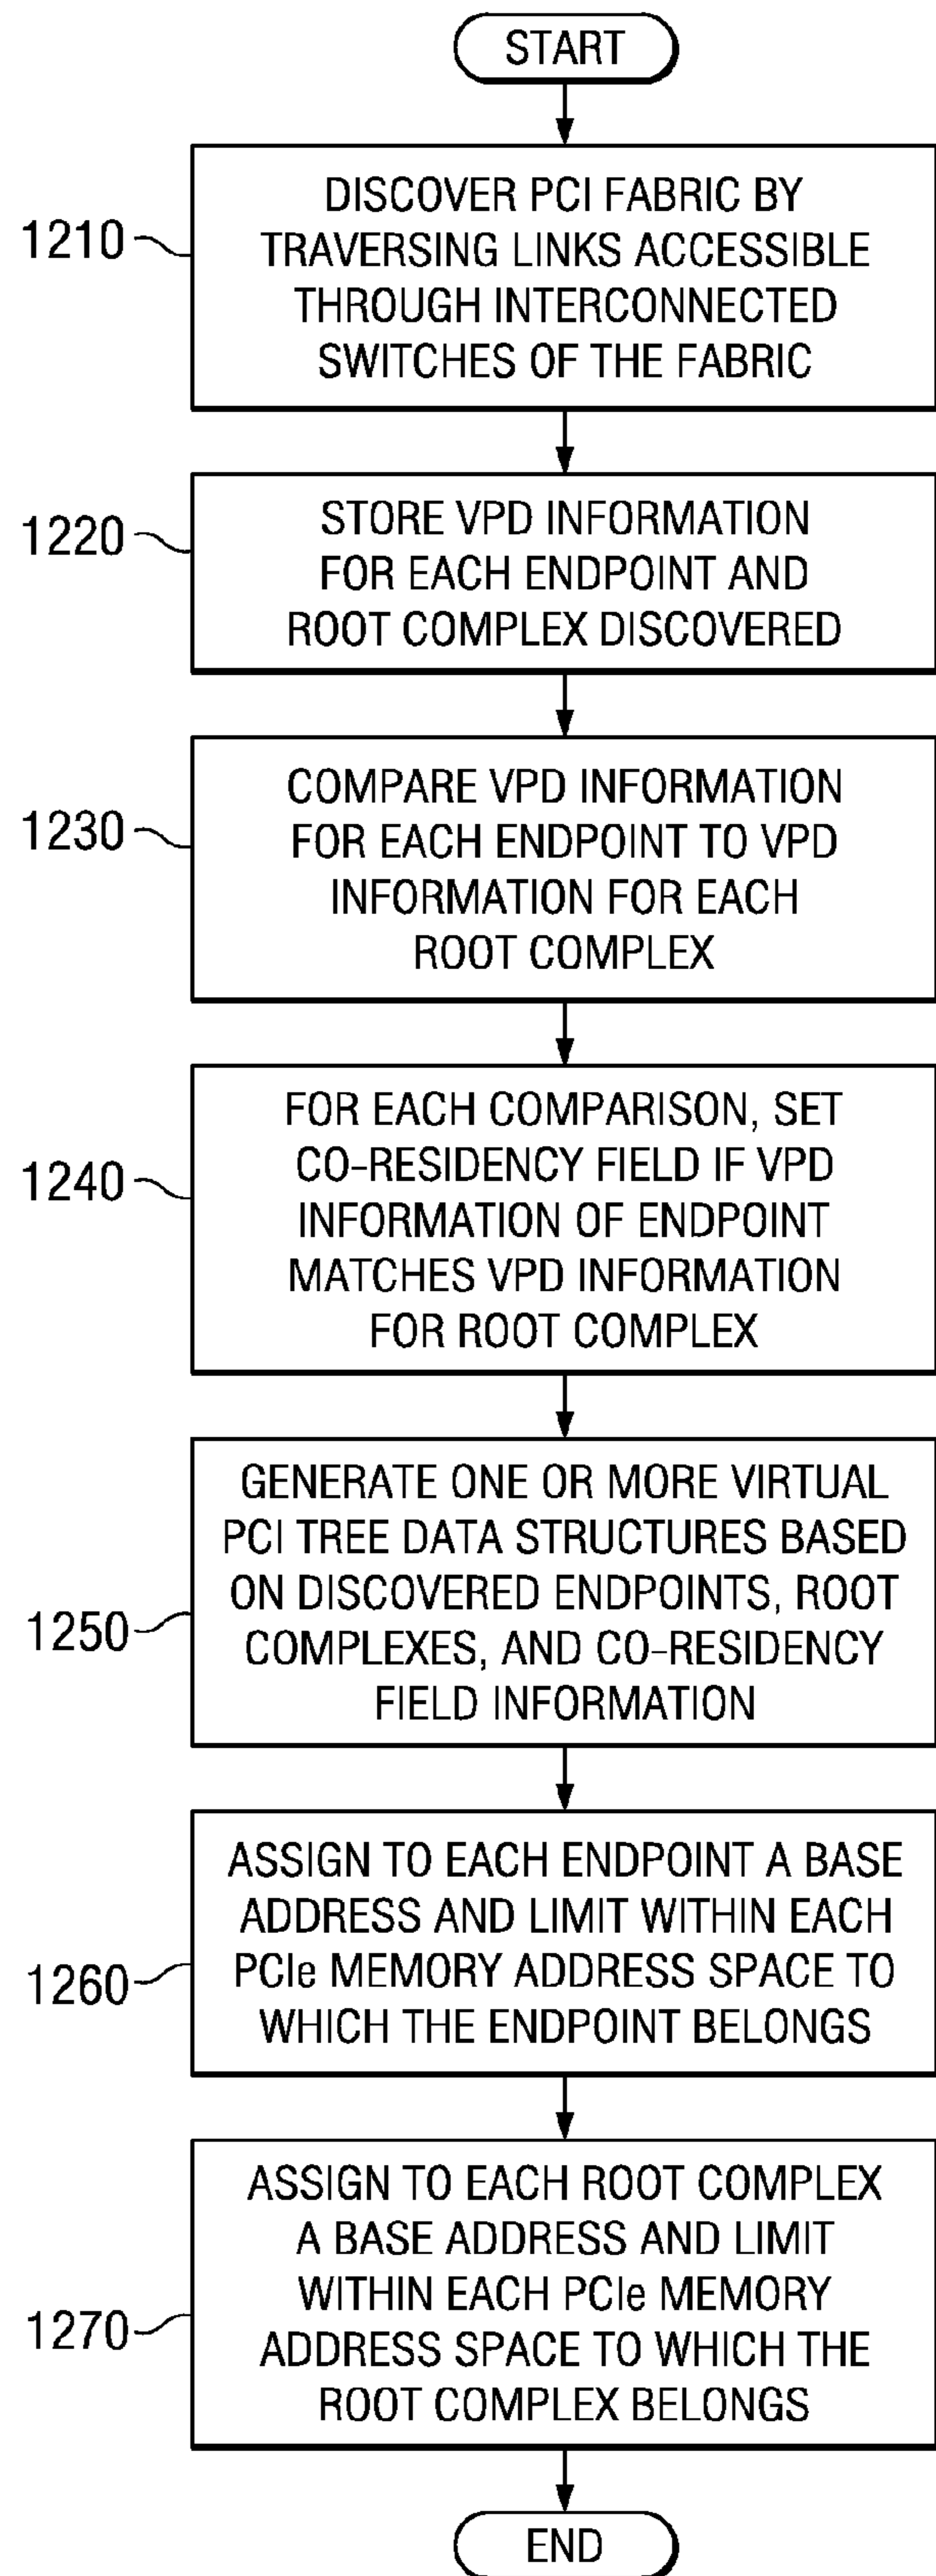 START
1210
DISCOVER PCI FABRIC BY
TRAVERSING LINKS ACCESSIBLE
THROUGH INTERCONNECTED
SWITCHES OF THE FABRIC
1220
STORE VPD INFORMATION
FOR EACH ENDPOINT AND
ROOT COMPLEX DISCOVERED
1230
COMPARE VPD INFORMATION
FOR EACH ENDPOINT TO VPD
INFORMATION FOR EACH
ROOT COMPLEX
1240
FOR EACH COMPARISON, SET
CO-RESIDENCY FIELD IF VPD
INFORMATION OF ENDPOINT
MATCHES VPD INFORMATION
FOR ROOT COMPLEX
1250
GENERATE ONE OR MORE VIRTUAL
PCI TREE DATA STRUCTURES BASED
ON DISCOVERED ENDPOINTS, ROOT
COMPLEXES, AND CO-RESIDENCY
FIELD INFORMATION
1260
ASSIGN TO EACH ENDPOINT A BASE
ADDRESS AND LIMIT WITHIN EACH
PCIe MEMORY ADDRESS SPACE TO
WHICH THE ENDPOINT BELONGS
1270
ASSIGN TO EACH ROOT COMPLEX
A BASE ADDRESS AND LIMIT
WITHIN EACH PCIe MEMORY
ADDRESS SPACE TO WHICH THE
ROOT COMPLEX BELONGS
END